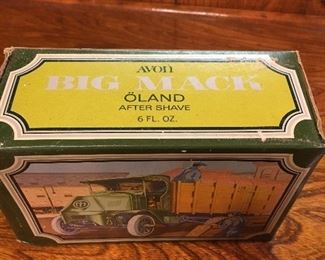 AVON
BIG MACK
ÖLAND
AFTER SHAVE
6 FL. OZ.